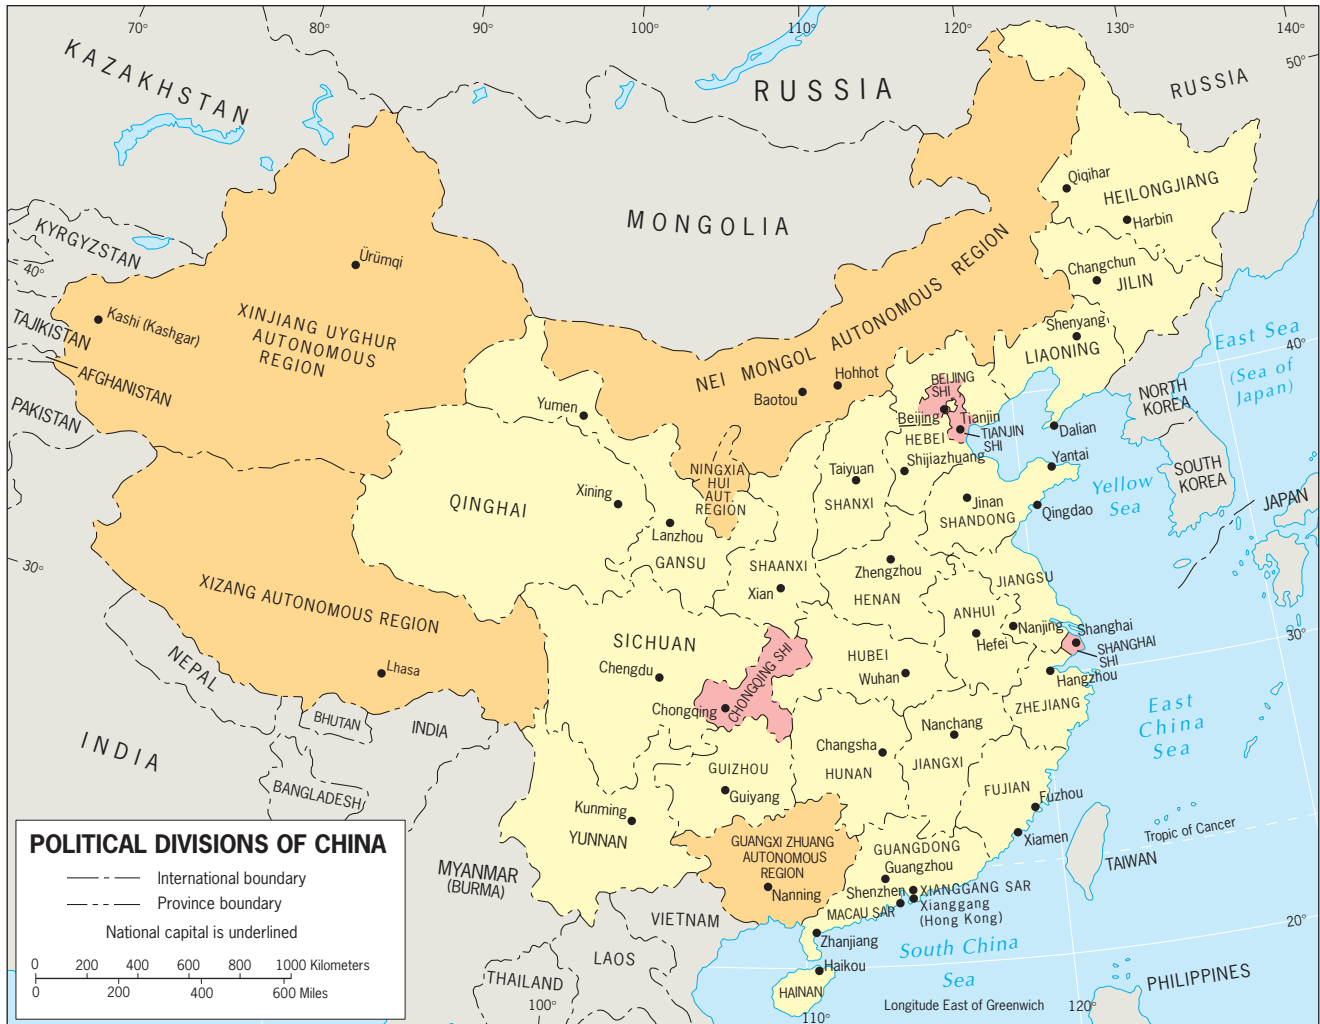 70°
80°
90°
100°
110°
120°
130°
140°
50°
KAZAKHSTAN
RUSSIA
RUSSIA
Qiqihar
HEILONGJIANG
Harbin
MONGOLIA
KYRGYZSTAN
40°
Ürümqi
Changchun
JILIN
Kashi (Kashgar)
XINJIANG UYGHUR
AUTONOMOUS
REGION
TAJIKISTAN
AFGHANISTAN
PAKISTAN
NEI MONGOL AUTONOMOUS REGION
Shenyang
LIAONING
East Sea
(Sea of
Japan)
40°
Hohhot
Baotou
BEIJING
SHI
Beijing
Tianjin
TIANJIN
SHI
HEBEI
Shijiazhuang
NORTH
KOREA
Dalian
Yantai
SOUTH
KOREA
JAPAN
Yumen
QINGHAI
Xining
Lanzhou
GANSU
NINGXIA
HUI
AUT.
REGION
Taiyuan
SHANXI
Jinan
SHANDONG
Qingdao
Yellow
Sea
30°
XIZANG AUTONOMOUS REGION
Lhasa
SHAANXI
Xian
Zhengzhou
HENAN
JIANGSU
ANHUI
Hefei
Nanjing
Shanghai
SHANGHAI
SHI
30°
SICHUAN
Chengdu
Chongqing
CHONGQING SHI
HUBEI
Wuhan
Hangzhou
ZHEJIANG
East
China
Sea
NEPAL
BHUTAN
INDIA
INDIA
BANGLADESH
Changsha
HUNAN
Nanchang
JIANGXI
FUJIAN
Fuzhou
Xiamen
GUIZHOU
Guiyang
Kunming
YUNNAN
GUANGXI ZHUANG
AUTONOMOUS
REGION
Nanning
GUANGDONG
Guangzhou
Shenzhen
XIANGGANG SAR
Xianggang
(Hong Kong)
MACAU SAR
Tropic of Cancer
TAIWAN
MYANMAR
(BURMA)
VIETNAM
LAOS
THAILAND
Zhanjiang
Haikou
HAINAN
South China
Sea
20°
PHILIPPINES
Longitude East of Greenwich
100°
110°
120°
POLITICAL DIVISIONS OF CHINA
International boundary
Province boundary
National capital is underlined
0 200 400 600 800 1000 Kilometers
0 200 400 600 Miles